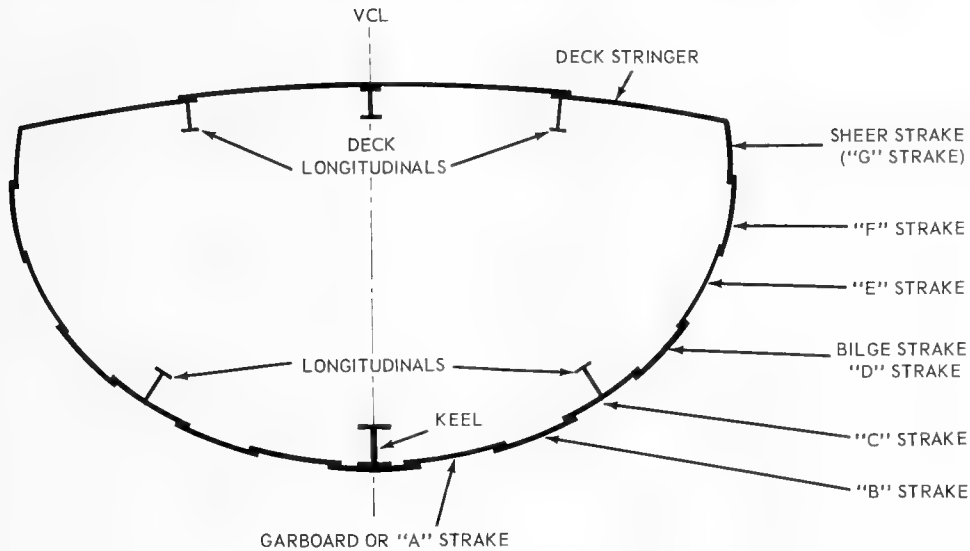 VCL
DECK STRINGER
SHEER STRAKE
("G" STRAKE)
DECK
LONGITUDINALS
"F" STRAKE
"E" STRAKE
BILGE STRAKE
"D" STRAKE
LONGITUDINALS
KEEL
"C" STRAKE
"B" STRAKE
GARBOARD OR "A" STRAKE